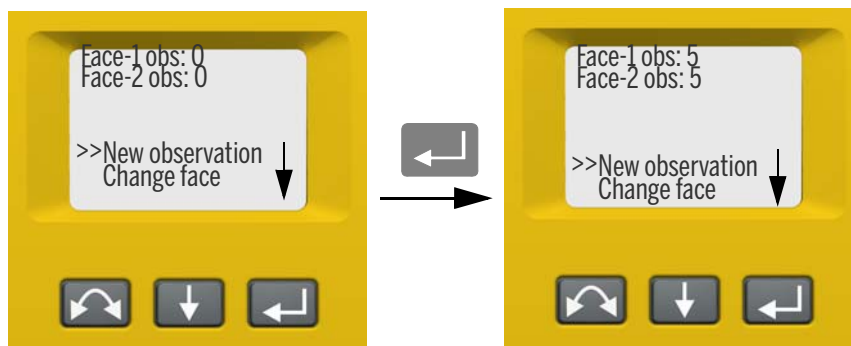 Face-1 obs: 0
Face-2 obs: 0
>>New observation
Change face
Face-1 obs: 5
Face-2 obs: 5
>>New observation
Change face